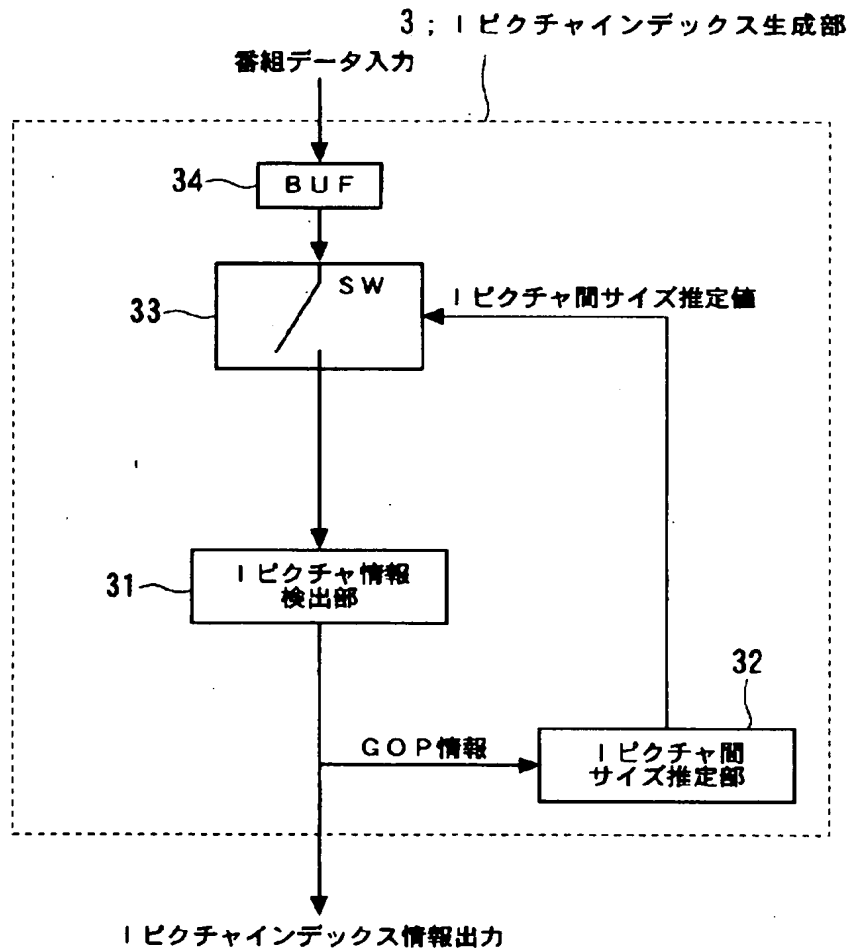 3；Ｉピクチャインデックス生成部
番組データ入力
34
ＢＵＦ
ＳＷ
33
Ｉピクチャ間サイズ推定値
31
Ｉピクチャ情報
検出部
32
ＧＯＰ情報
Ｉピクチャ間
サイズ推定部
Ｉピクチャインデックス情報出力